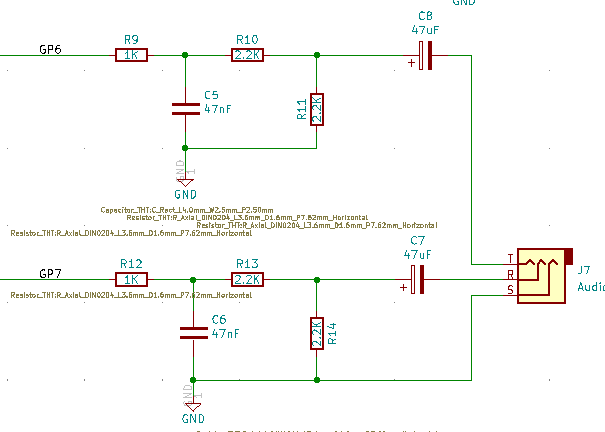 GND
C8
47uF
+
GP6
R9
1K
R10
2.2K
C5
47nF
R11
2.2K
GND
1
GND
Capacitor_THT:C_Rect_L4.0mm_W2.5mm_P2.50mm
Resistor_THT:R_Axial_DIN0204_L3.6mm_D1.6mm_P7.62mm_Horizontal
Resistor_THT:R_Axial_DIN0204_L3.6mm_D1.6mm_P7.62mm_Horizontal
Resistor_THT:R_Axial_DIN0204_L3.6mm_D1.6mm_P7.62mm_Horizontal
C7
47uF
+
GP7
R12
1K
R13
2.2K
T
R
S
J7
Audio
Resistor_THT:R_Axial_DIN0204_L3.6mm_D1.6mm_P7.62mm_Horizontal
C6
47nF
2.2K
R14
GND
1
GND